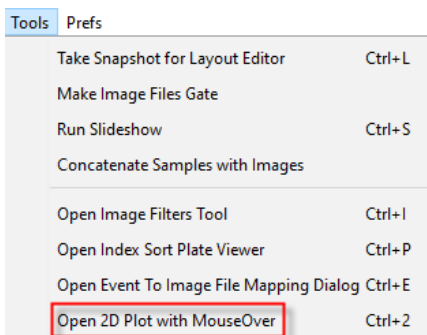 Tools Prefs
Take Snapshot for Layout Editor Ctrl+L
Make Image Files Gate
Run Slideshow Ctrl+S
Concatenate Samples with Images
Open Image Filters Tool Ctrl+I
Open Index Sort Plate Viewer Ctrl+P
Open Event To Image File Mapping Dialog Ctrl+E
Open 2D Plot with MouseOver Ctrl+2